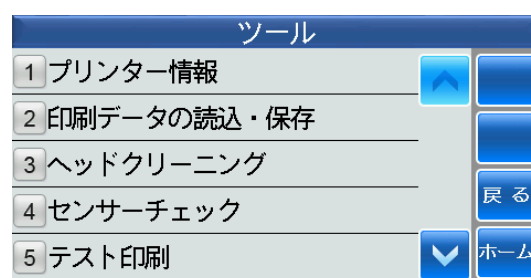 ツール
1 プリンター情報
2 印刷データの読込・保存
3 ヘッドクリーニング
4 センサーチェック
5 テスト印刷
戻る
ホーム